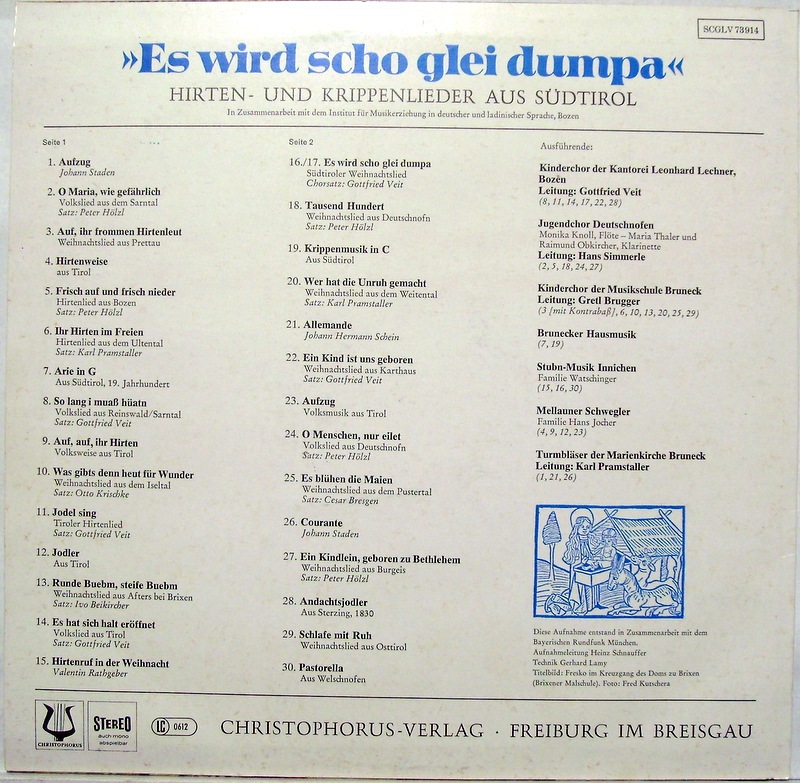 SCGLV 73914
»Es wird scho glei dumpa«
HIRTEN- UND KRIPPENLIEDER AUS SÜDTIROL
In Zusammenarbeit mit dem Institut für Musikerziehung in deutscher und ladinischer Sprache, Bozen
Seite 1
1. Aufzug
Johann Staden
2. O Maria, wie gefährlich
Volkslied aus dem Sarntal
Satz: Peter Hölzl
3. Auf, ihr frommen Hirtenleut
Weihnachtslied aus Prettau
4. Hirtenweise
aus Tirol
5. Frisch auf und frisch nieder
Hirtenlied aus Bozen
Satz: Peter Hölzl
6. Ihr Hirten im Freien
Hirtenlied aus dem Ultental
Satz: Karl Pramstaller
7. Arie in G
Aus Südtirol, 19. Jahrhundert
8. So lang i muaß hüatn
Volkslied aus Reinswald/Sarntal
Satz: Gottfried Veit
9. Auf, auf, ihr Hirten
Volksweise aus Tirol
10. Was gibts denn heut für Wunder
Weihnachtslied aus dem Iseltal
Satz: Otto Krischke
11. Jodel sing
Tiroler Hirtenlied
Satz: Gottfried Veit
12. Jodler
Aus Tirol
13. Runde Buebm, steife Buebm
Weihnachtslied aus Afters bei Brixen
Satz: Ivo Beikircher
14. Es hat sich halt eröffnet
Volkslied aus Tirol
Satz: Gottfried Veit
15. Hirtenruf in der Weihnacht
Valentin Rathgeber
Seite 2
16./17. Es wird scho glei dumpa
Südtiroler Weihnachtslied
Chorsatz: Gottfried Veit
18. Tausend Hundert
Weihnachtslied aus Deutschnofn
Satz: Peter Hölzl
19. Krippenmusik in C
Aus Südtirol
20. Wer hat die Unruh gemacht
Weihnachtslied aus dem Weitental
Satz: Karl Pramstaller
21. Allemande
Johann Hermann Schein
22. Ein Kind ist uns geboren
Weihnachtslied aus Karthaus
Satz: Gottfried Veit
23. Aufzug
Volksmusik aus Tirol
24. O Menschen, nur eilet
Volkslied aus Deutschnofn
Satz: Peter Hölzl
25. Es blühen die Maien
Weihnachtslied aus dem Pustertal
Satz: Cesar Bresgen
26. Courante
Johann Staden
27. Ein Kindlein, geboren zu Bethlehem
Weihnachtslied aus Burgeis
Satz: Peter Hölzl
28. Andachtsjodler
Aus Sterzing, 1830
29. Schlafe mit Ruh
Weihnachtslied aus Osttirol
30. Pastorella
Aus Welschnofen
Ausführende:
Kinderchor der Kantorei Leonhard Lechner,
Bozen
Leitung: Gottfried Veit
(8, 11, 14, 17, 22, 28)
Jugendchor Deutschnofen
Monika Knoll, Flöte – Maria Thaler und
Raimund Obkircher, Klarinette
Leitung: Hans Simmerle
(2, 5, 18, 24, 27)
Kinderchor der Musikschule Bruneck
Leitung: Gretl Brugger
(3 [mit Kontrabaß], 6, 10, 13, 20, 25, 29)
Brunecker Hausmusik
(7, 19)
Stubn-Musik Innichen
Familie Watschinger
(15, 16, 30)
Mellauner Schwegler
Familie Hans Jocher
(4, 9, 12, 23)
Turmbläser der Marienkirche Bruneck
Leitung: Karl Pramstaller
(1, 21, 26)
Diese Aufnahme entstand in Zusammenarbeit mit dem
Bayerischen Rundfunk München.
Aufnahmeleitung Heinz Schnauffer
Technik Gerhard Lamy
Titelbild: Fresko im Kreuzgang des Doms zu Brixen
(Brixener Malschule). Foto: Fred Kutschera
CHRISTOPHORUS
STEREO
auch mono
abspielbar
LC 0612
CHRISTOPHORUS-VERLAG · FREIBURG IM BREISGAU